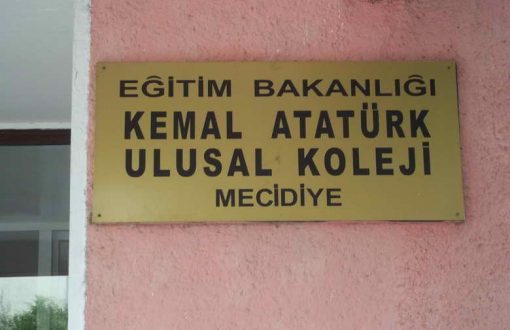 EĞİTİM BAKANLIĞI
KEMAL ATATÜRK
ULUSAL KOLEJİ
MECİDİYE